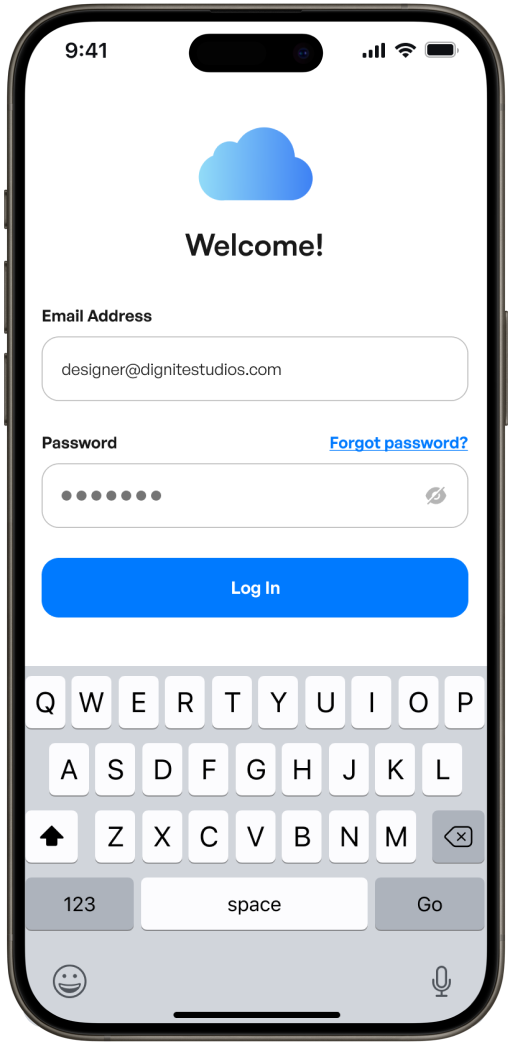 9:41
Welcome!
Email Address
designer@dignitestudios.com
Password Forgot password?
Log In
Q W E R T Y U I O P
A S D F G H J K L
Z X C V B N M
123 space Go